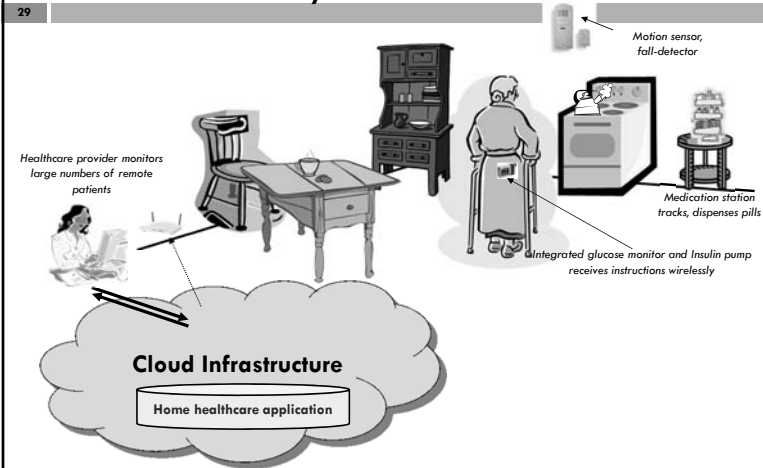 29
Motion sensor,
fall-detector
Healthcare provider monitors
large numbers of remote
patients
Medication station
tracks, dispenses pills
Integrated glucose monitor and Insulin pump
receives instructions wirelessly
Cloud Infrastructure
Home healthcare application